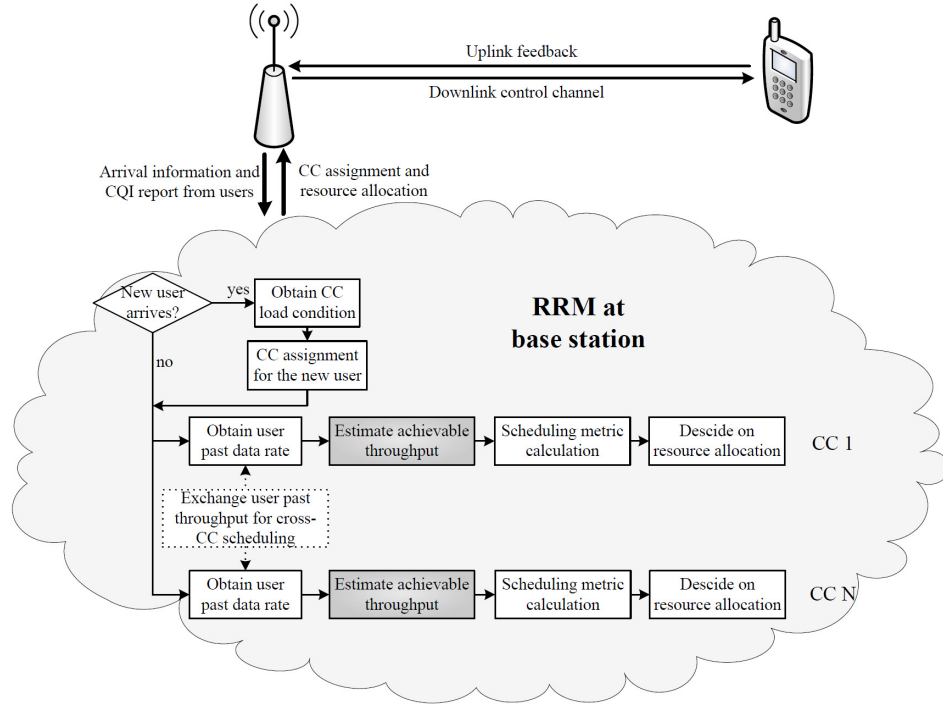 Uplink feedback
Downlink control channel
Arrival information and
CQI report from users
CC assignment and
resource allocation
New user
arrives?
yes
Obtain CC
load condition
RRM at
base station
no
CC assignment
for the new user
Obtain user
past data rate
Estimate achievable
throughput
Scheduling metric
calculation
Descide on
resource allocation
CC 1
Exchange user past
throughput for cross-
CC scheduling
Obtain user
past data rate
Estimate achievable
throughput
Scheduling metric
calculation
Descide on
resource allocation
CC N